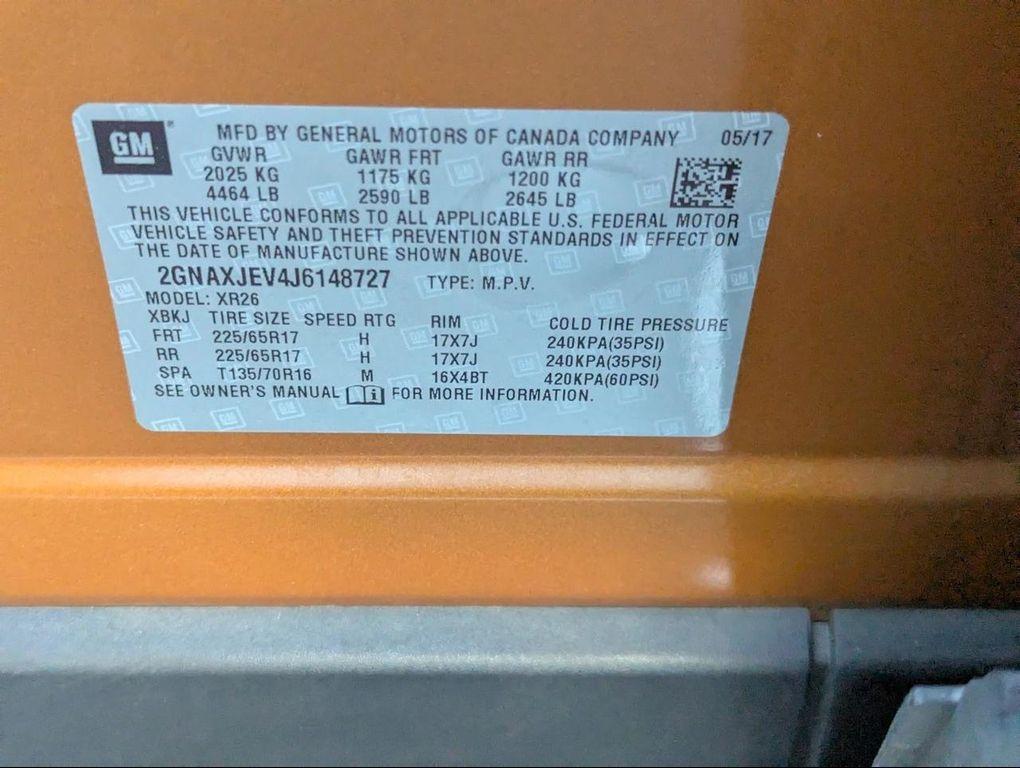 GM MFD BY GENERAL MOTORS OF CANADA COMPANY 05/17
GVWR GAWR FRT GAWR RR
2025 KG 1175 KG 1200 KG
4464 LB 2590 LB 2645 LB
THIS VEHICLE CONFORMS TO ALL APPLICABLE U.S. FEDERAL MOTOR
VEHICLE SAFETY AND THEFT PREVENTION STANDARDS IN EFFECT ON
THE DATE OF MANUFACTURE SHOWN ABOVE.
2GNAXJEV4J6148727 TYPE: M.P.V.
MODEL: XR26
XBKJ TIRE SIZE SPEED RTG RIM COLD TIRE PRESSURE
FRT 225/65R17 H 17X7J 240KPA(35PSI)
RR 225/65R17 H 17X7J 240KPA(35PSI)
SPA T135/70R16 M 16X4BT 420KPA(60PSI)
SEE OWNER'S MANUAL i FOR MORE INFORMATION.